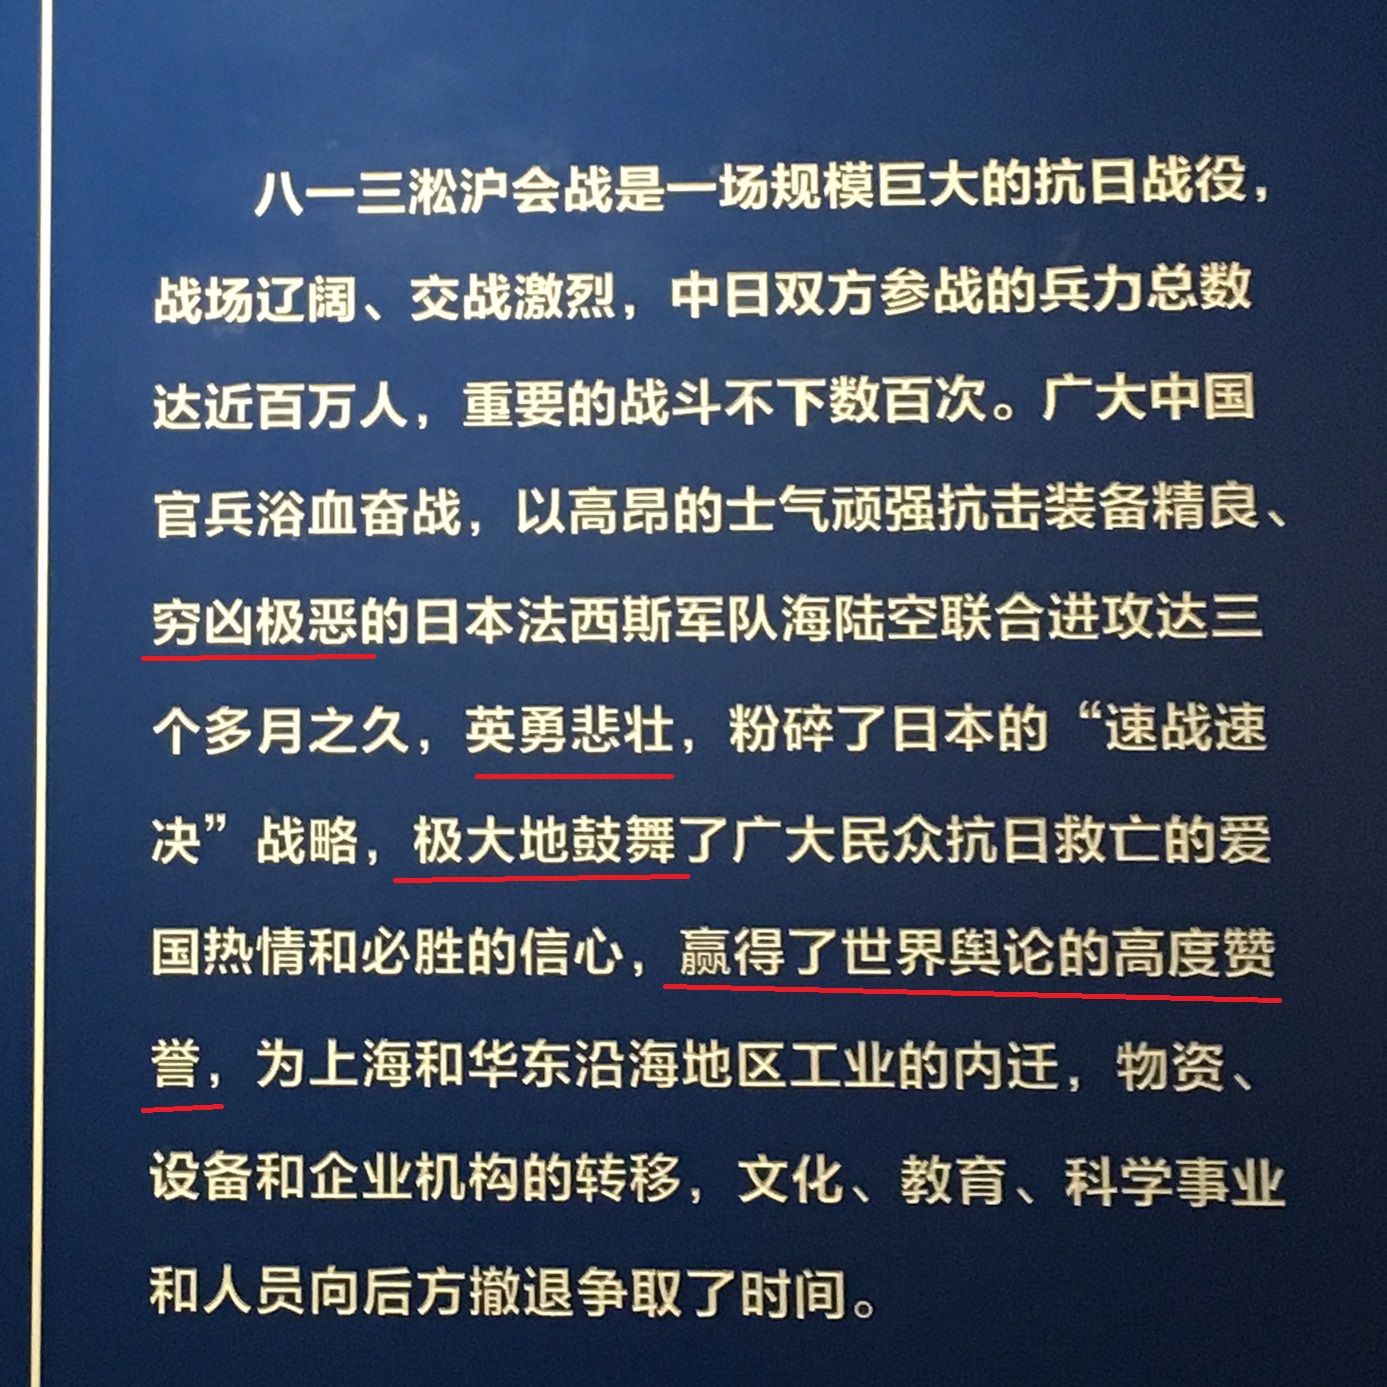 八一三淞沪会战是一场规模巨大的抗日战役，
战场辽阔、交战激烈，中日双方参战的兵力总数
达近百万人，重要的战斗不下数百次。广大中国
官兵浴血奋战，以高昂的士气顽强抗击装备精良、
穷凶极恶的日本法西斯军队海陆空联合进攻达三
个多月之久，英勇悲壮，粉碎了日本的“速战速
决”战略，极大地鼓舞了广大民众抗日救亡的爱
国热情和必胜的信心，赢得了世界舆论的高度赞
誉，为上海和华东沿海地区工业的内迁，物资、
设备和企业机构的转移，文化、教育、科学事业
和人员向后方撤退争取了时间。